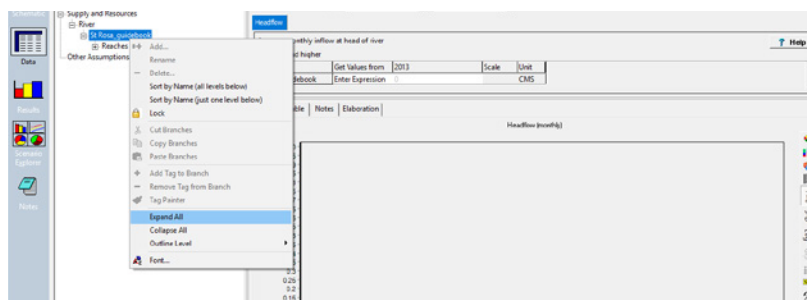 Schematic
Data
Results
Scenario
Explorer
Notes
Supply and Resources
River
St Rosa_guidebook
Reaches
Other Assumptions
Add...
Rename
Delete...
Sort by Name (all levels below)
Sort by Name (just one level below)
Lock
Cut Branches
Copy Branches
Paste Branches
Add Tag to Branch
Remove Tag from Branch
Tag Painter
Expand All
Collapse All
Outline Level
Font...
Headflow
onthly inflow at head of river
d higher
? Help
Get Values from 2013 Scale Unit
debook Enter Expression 0 CMS
ble Notes Elaboration
Headflow (monthly)
0.3
0.25
0.2
0.15